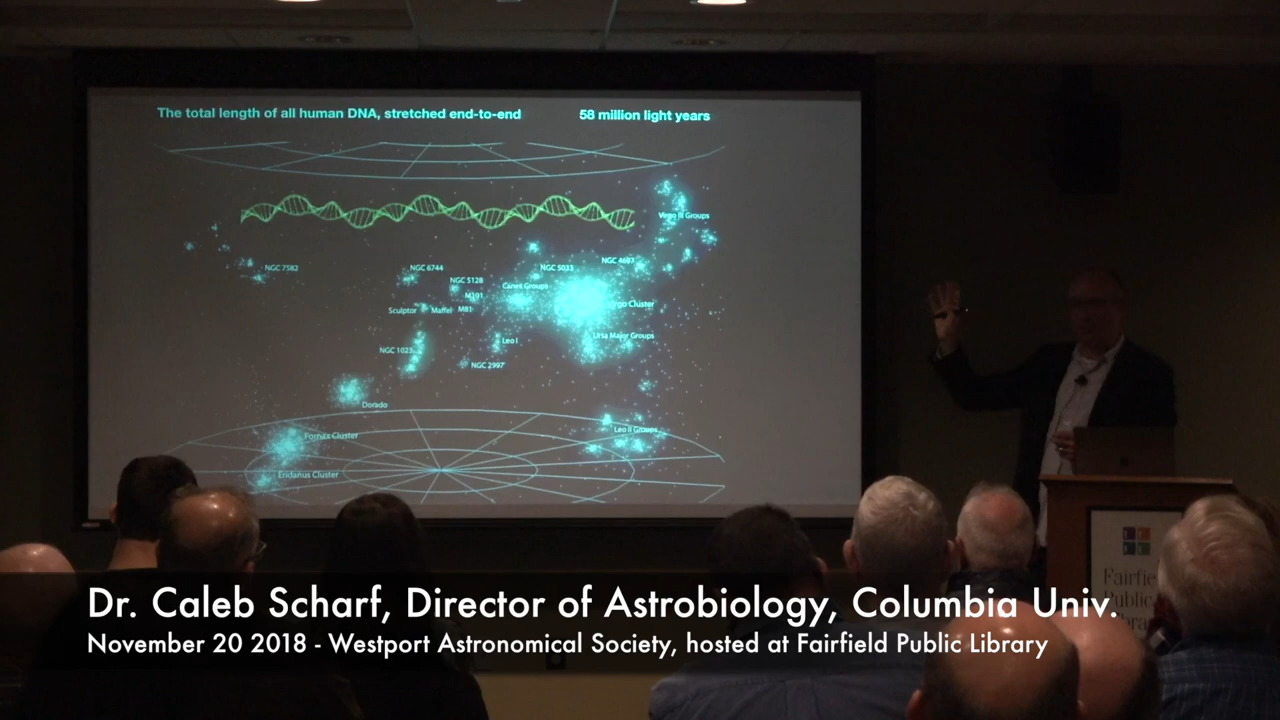 The total length of all human DNA, stretched end-to-end 58 million light years
Virgo III Groups
NGC 7582
NGC 6744
NGC 5033
NGC 4697
NGC 5128
Canes Groups
M101
Sculptor
Maffei
M81
Virgo Cluster
Ursa Major Groups
Leo I
NGC 1023
NGC 2997
Dorado
Leo II Groups
Fornax Cluster
Eridanus Cluster
Fairfie
Public
Dr. Caleb Scharf, Director of Astrobiology, Columbia Univ.
November 20 2018 - Westport Astronomical Society, hosted at Fairfield Public Library